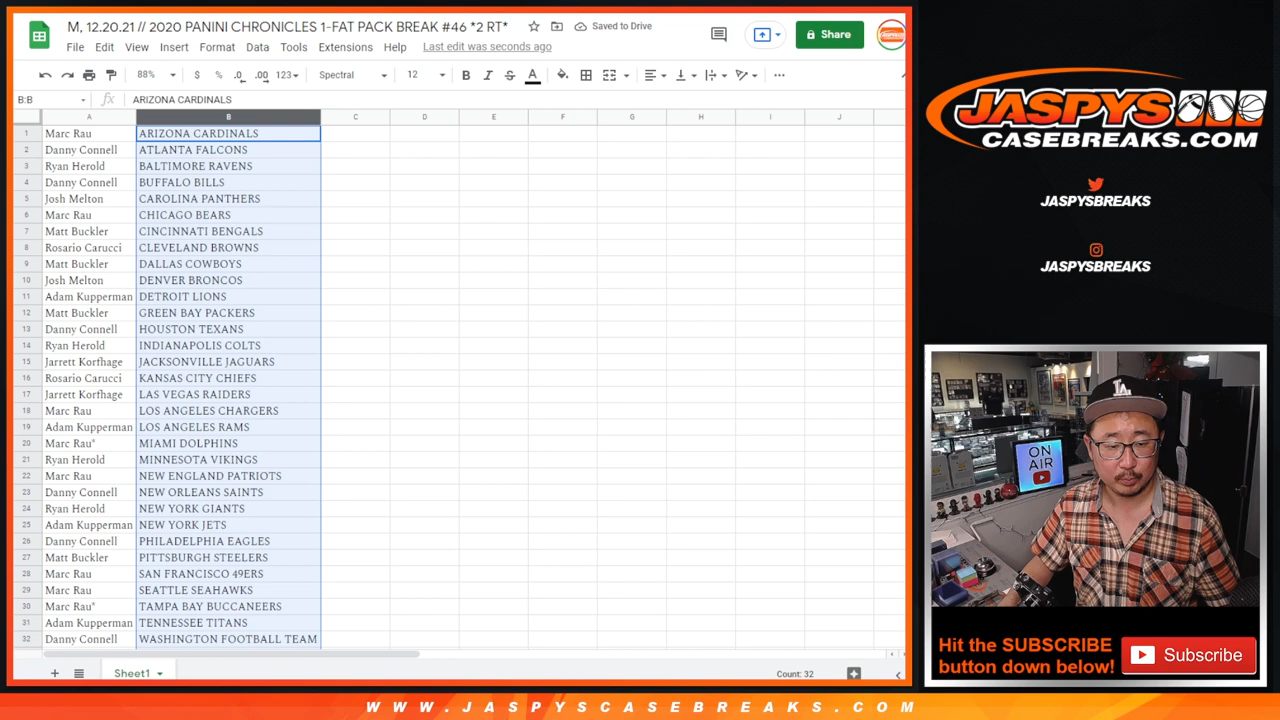 M, 12.20.21 // 2020 PANINI CHRONICLES 1-FAT PACK BREAK #46 *2 RT*
Saved to Drive
File Edit View Insert Format Data Tools Extensions Help Last edit was seconds ago
Share
88% $ % .0 .00 123 Spectral 12 B I S A
B:B fx ARIZONA CARDINALS
A B C D E F G H I J
1 Marc Rau ARIZONA CARDINALS
2 Danny Connell ATLANTA FALCONS
3 Ryan Herold BALTIMORE RAVENS
4 Danny Connell BUFFALO BILLS
5 Josh Melton CAROLINA PANTHERS
6 Marc Rau CHICAGO BEARS
7 Matt Buckler CINCINNATI BENGALS
8 Rosario Carucci CLEVELAND BROWNS
9 Matt Buckler DALLAS COWBOYS
10 Josh Melton DENVER BRONCOS
11 Adam Kupperman DETROIT LIONS
12 Matt Buckler GREEN BAY PACKERS
13 Danny Connell HOUSTON TEXANS
14 Ryan Herold INDIANAPOLIS COLTS
15 Jarrett Korfhage JACKSONVILLE JAGUARS
16 Rosario Carucci KANSAS CITY CHIEFS
17 Jarrett Korfhage LAS VEGAS RAIDERS
18 Marc Rau LOS ANGELES CHARGERS
19 Adam Kupperman LOS ANGELES RAMS
20 Marc Rau* MIAMI DOLPHINS
21 Ryan Herold MINNESOTA VIKINGS
22 Marc Rau NEW ENGLAND PATRIOTS
23 Danny Connell NEW ORLEANS SAINTS
24 Ryan Herold NEW YORK GIANTS
25 Adam Kupperman NEW YORK JETS
26 Danny Connell PHILADELPHIA EAGLES
27 Matt Buckler PITTSBURGH STEELERS
28 Marc Rau SAN FRANCISCO 49ERS
29 Marc Rau SEATTLE SEAHAWKS
30 Marc Rau* TAMPA BAY BUCCANEERS
31 Adam Kupperman TENNESSEE TITANS
32 Danny Connell WASHINGTON FOOTBALL TEAM
Sheet1
Count: 32
JASPYS
CASEBREAKS.COM
JASPYSBREAKS
JASPYSBREAKS
LA
ON
AIR
Hit the SUBSCRIBE
button down below!
Subscribe
WWW.JASPYSCASEBREAKS.COM